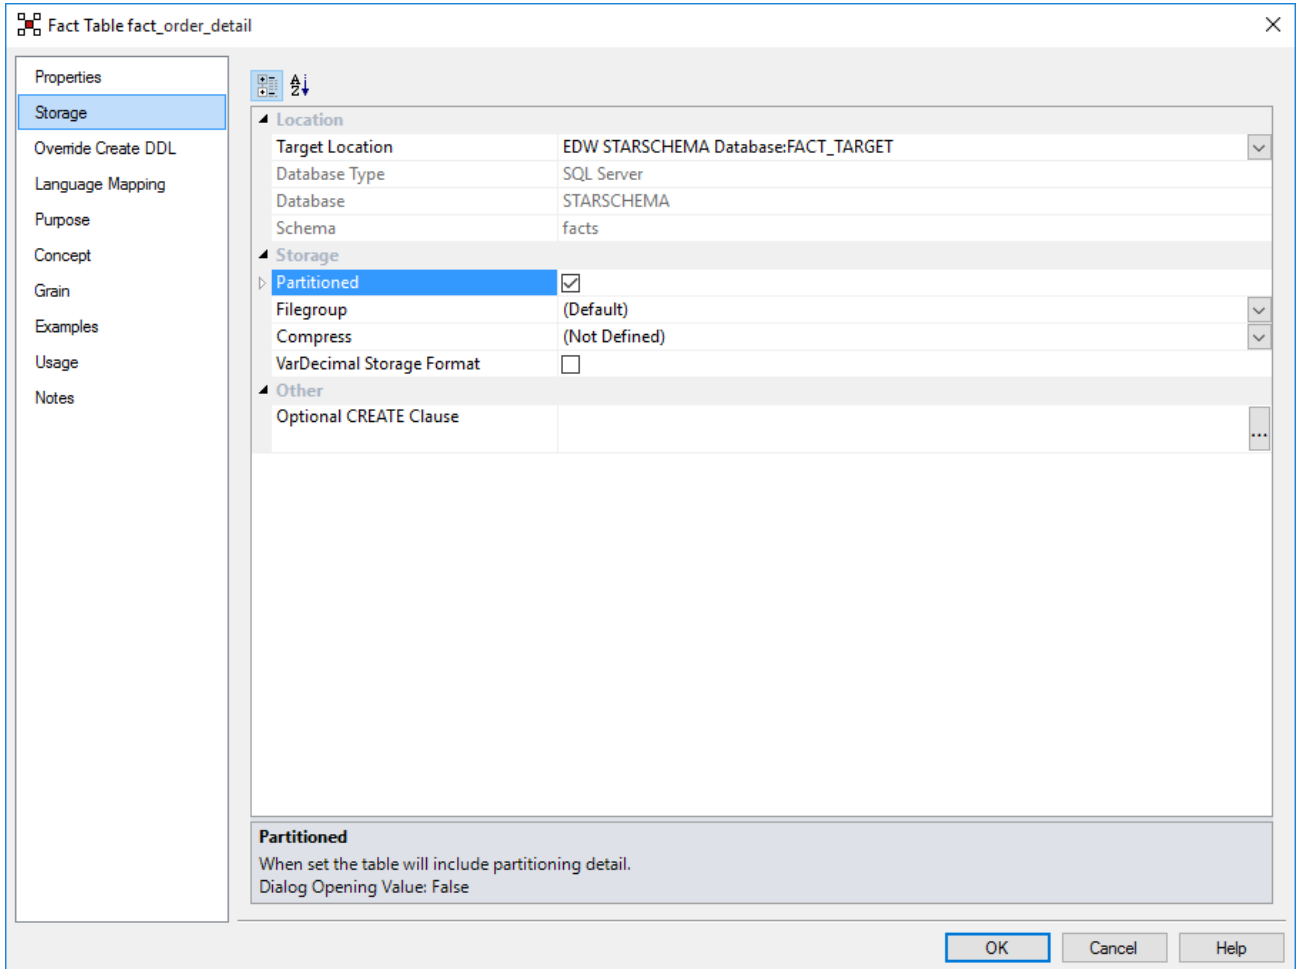 Fact Table fact_order_detail
Properties
Storage
Override Create DDL
Language Mapping
Purpose
Concept
Grain
Examples
Usage
Notes
Location
Target Location EDW STARSCHEMA Database:FACT_TARGET
Database Type SQL Server
Database STARSCHEMA
Schema facts
Storage
Partitioned
Filegroup (Default)
Compress (Not Defined)
VarDecimal Storage Format
Other
Optional CREATE Clause
...
Partitioned
When set the table will include partitioning detail.
Dialog Opening Value: False
OK Cancel Help